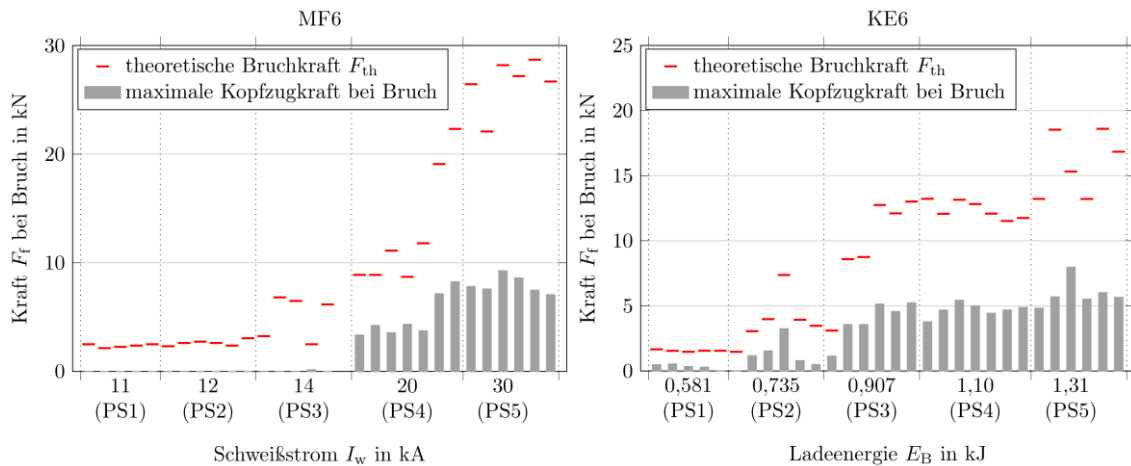 MF6
Kraft F_f bei Bruch in kN
30
20
10
0
theoretische Bruchkraft F_th
maximale Kopfzugkraft bei Bruch
11 12 14 20 30
(PS1) (PS2) (PS3) (PS4) (PS5)
Schweißstrom I_w in kA
KE6
Kraft F_f bei Bruch in kN
25
20
15
10
5
0
theoretische Bruchkraft F_th
maximale Kopfzugkraft bei Bruch
0,581 0,735 0,907 1,10 1,31
(PS1) (PS2) (PS3) (PS4) (PS5)
Ladeenergie E_B in kJ